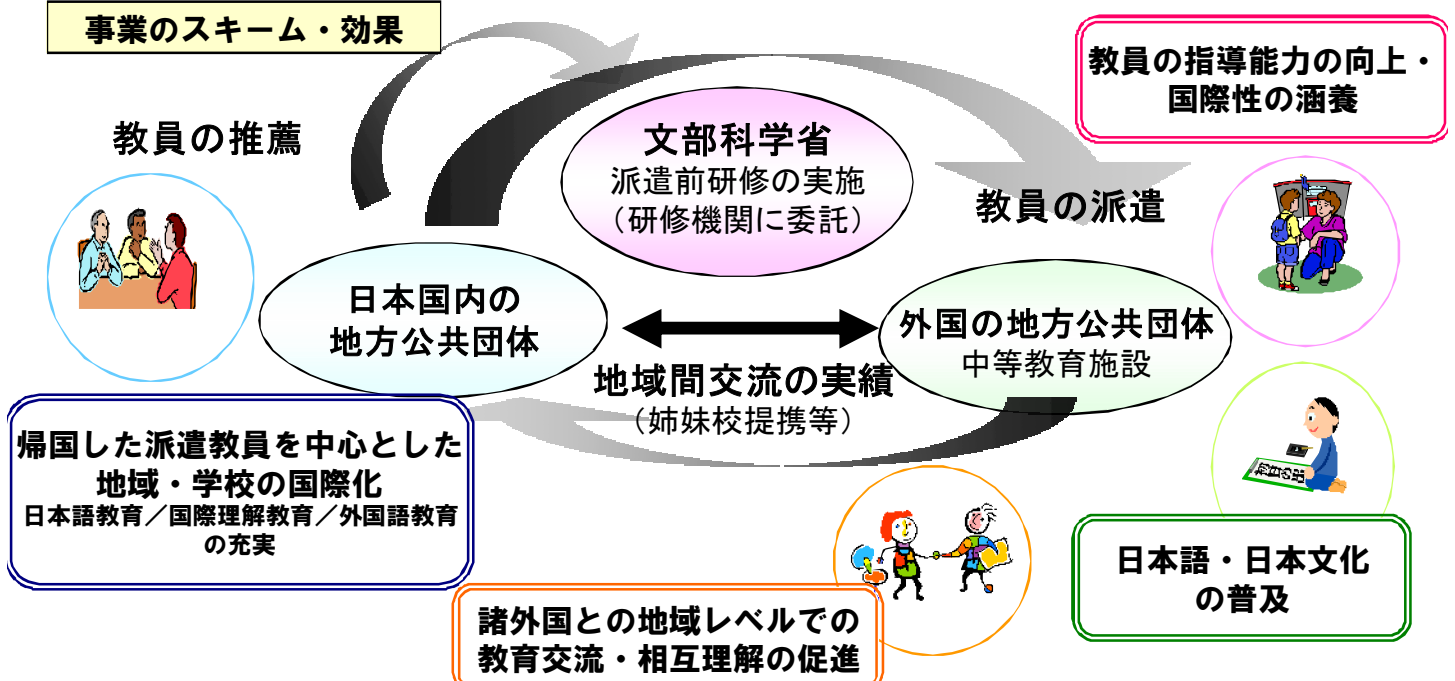 事業のスキーム・効果
教員の指導能力の向上・
国際性の涵養
教員の推薦
文部科学省
派遣前研修の実施
(研修機関に委託)
教員の派遣
日本国内の
地方公共団体
外国の地方公共団体
中等教育施設
地域間交流の実績
(姉妹校提携等)
帰国した派遣教員を中心とした
地域・学校の国際化
日本語教育/国際理解教育/外国語教育
の充実
日本語・日本文化
の普及
諸外国との地域レベルでの
教育交流・相互理解の促進